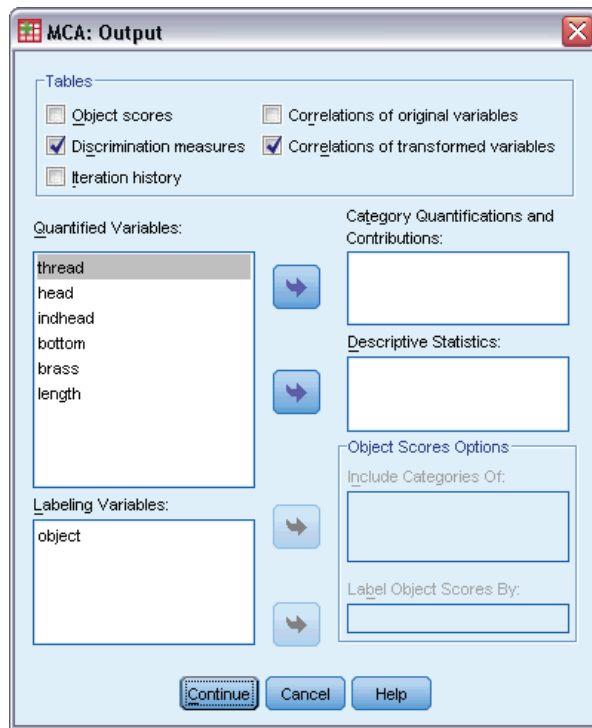 MCA: Output
Tables
Object scores
Correlations of original variables
Discrimination measures
Correlations of transformed variables
Iteration history
Quantified Variables:
thread
head
indhead
bottom
brass
length
Category Quantifications and
Contributions:
Descriptive Statistics:
Object Scores Options
Include Categories Of:
Labeling Variables:
object
Label Object Scores By:
Continue
Cancel
Help